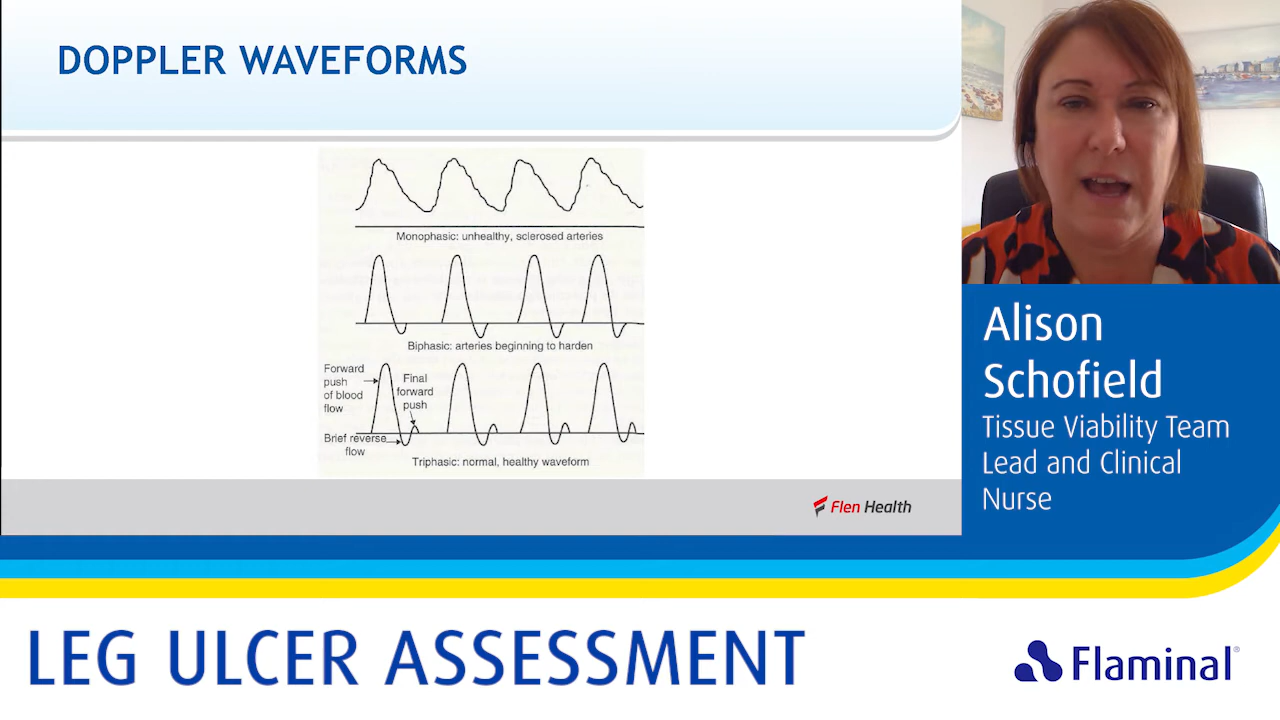 DOPPLER WAVEFORMS
Monophasic: unhealthy, sclerosed arteries
Biphasic: arteries beginning to harden
Forward
push
of blood
flow
Final
forward
push
Brief reverse
flow
Triphasic: normal, healthy waveform
Flen Health
Alison
Schofield
Tissue Viability Team
Lead and Clinical
Nurse
LEG ULCER ASSESSMENT
Flaminal®